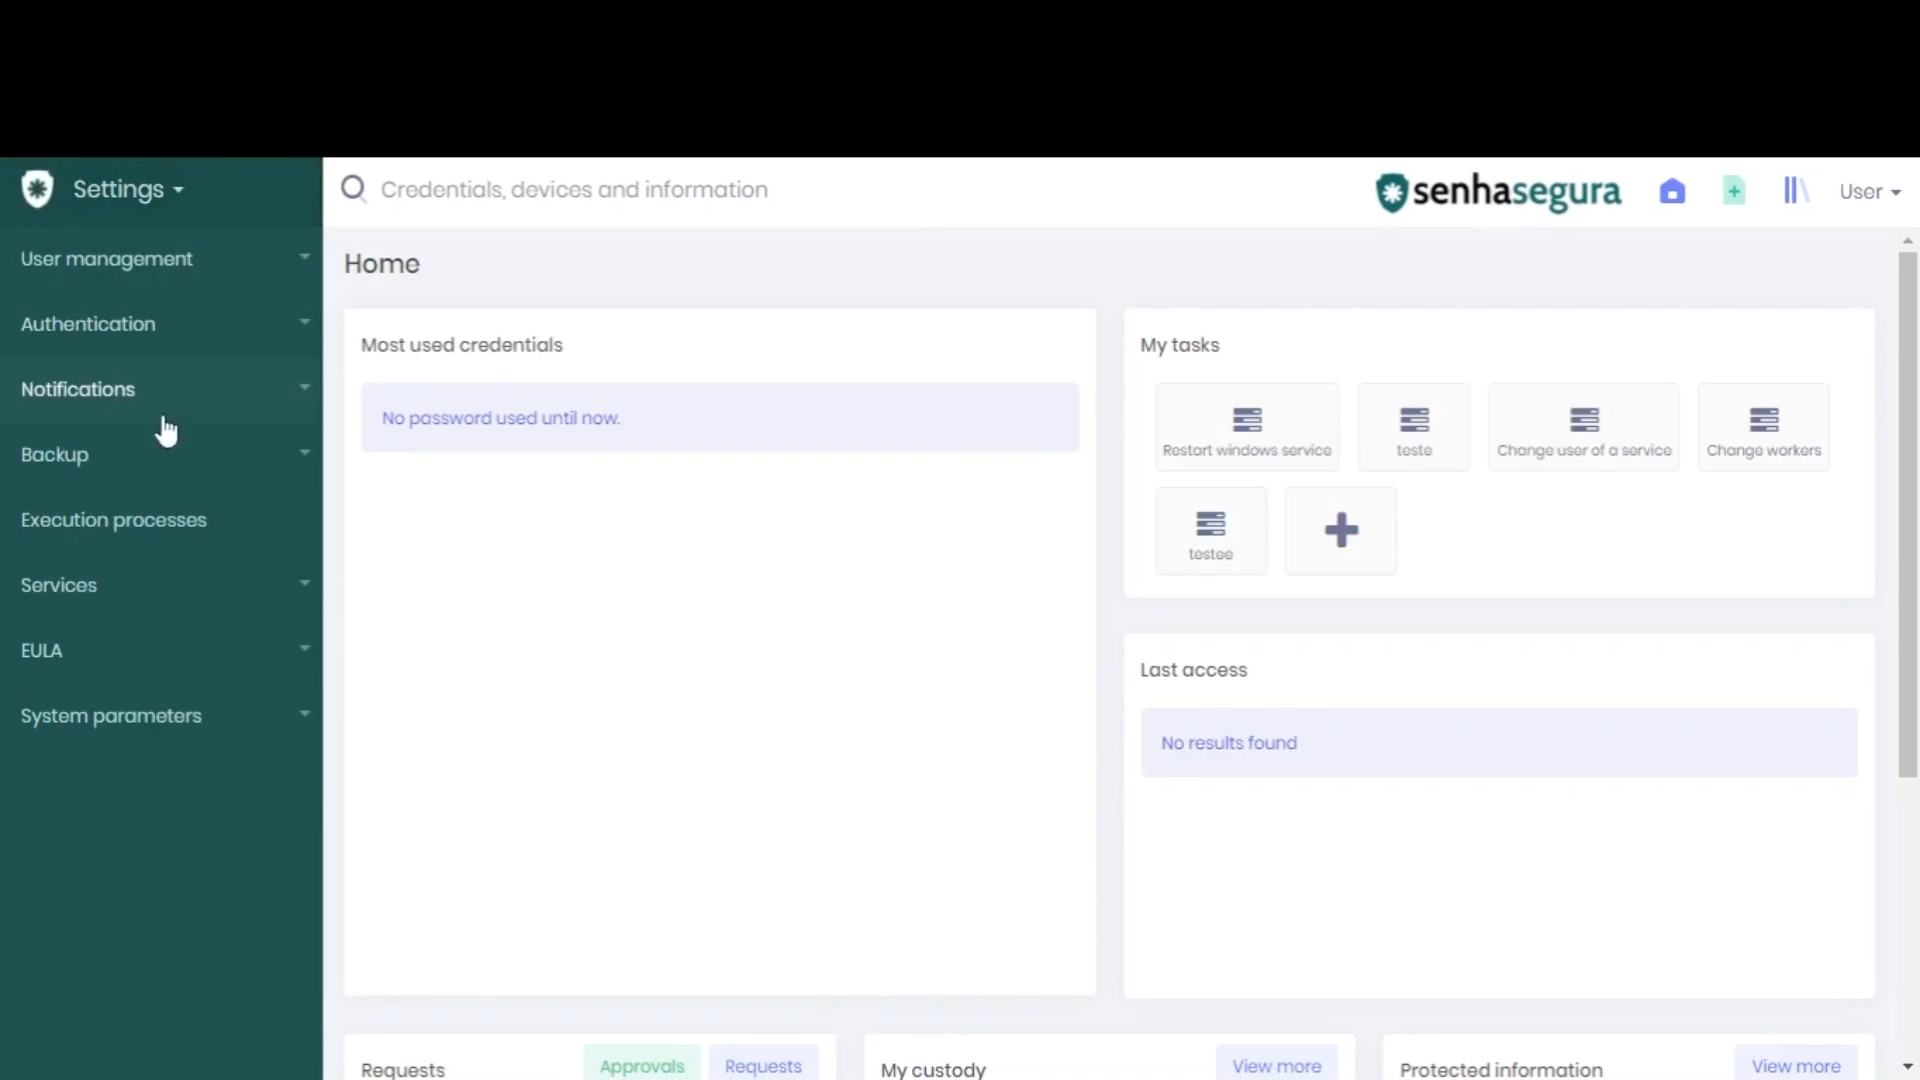 Settings
Credentials, devices and information
senhasegura
User
User management
Authentication
Notifications
Backup
Execution processes
Services
EULA
System parameters
Home
Most used credentials
No password used until now.
My tasks
Restart windows service
teste
Change user of a service
Change workers
testee
Last access
No results found
Requests
Approvals
Requests
My custody
View more
Protected information
View more